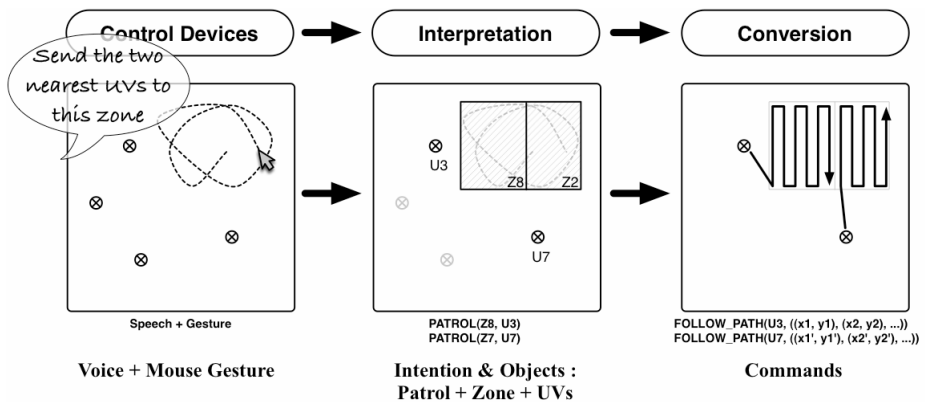 Control Devices
Interpretation
Conversion
Send the two
nearest UVs to
this zone
U3
Z8
Z2
U7
Speech + Gesture
PATROL(Z8, U3)
PATROL(Z7, U7)
FOLLOW_PATH(U3, ((x1, y1), (x2, y2), ...))
FOLLOW_PATH(U7, ((x1', y1'), (x2', y2'), ...))
Voice + Mouse Gesture
Intention & Objects :
Patrol + Zone + UVs
Commands